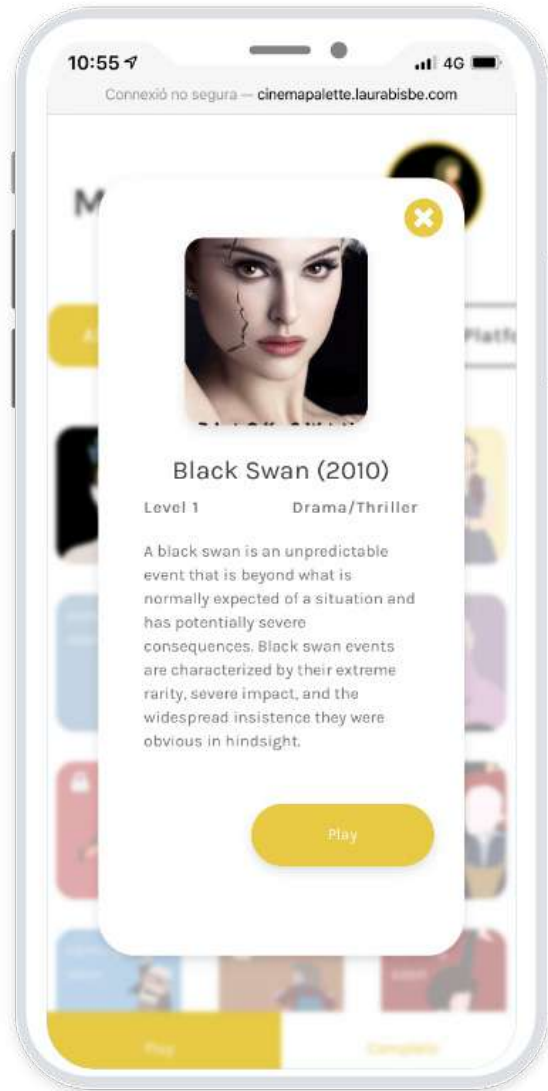 10:55
4G
Connexió no segura — cinemapalette.laurabisbe.com
M
Platfo
Black Swan (2010)
Level 1
Drama/Thriller
A black swan is an unpredictable
event that is beyond what is
normally expected of a situation and
has potentially severe
consequences. Black swan events
are characterized by their extreme
rarity, severe impact, and the
widespread insistence they were
obvious in hindsight.
Play
Play